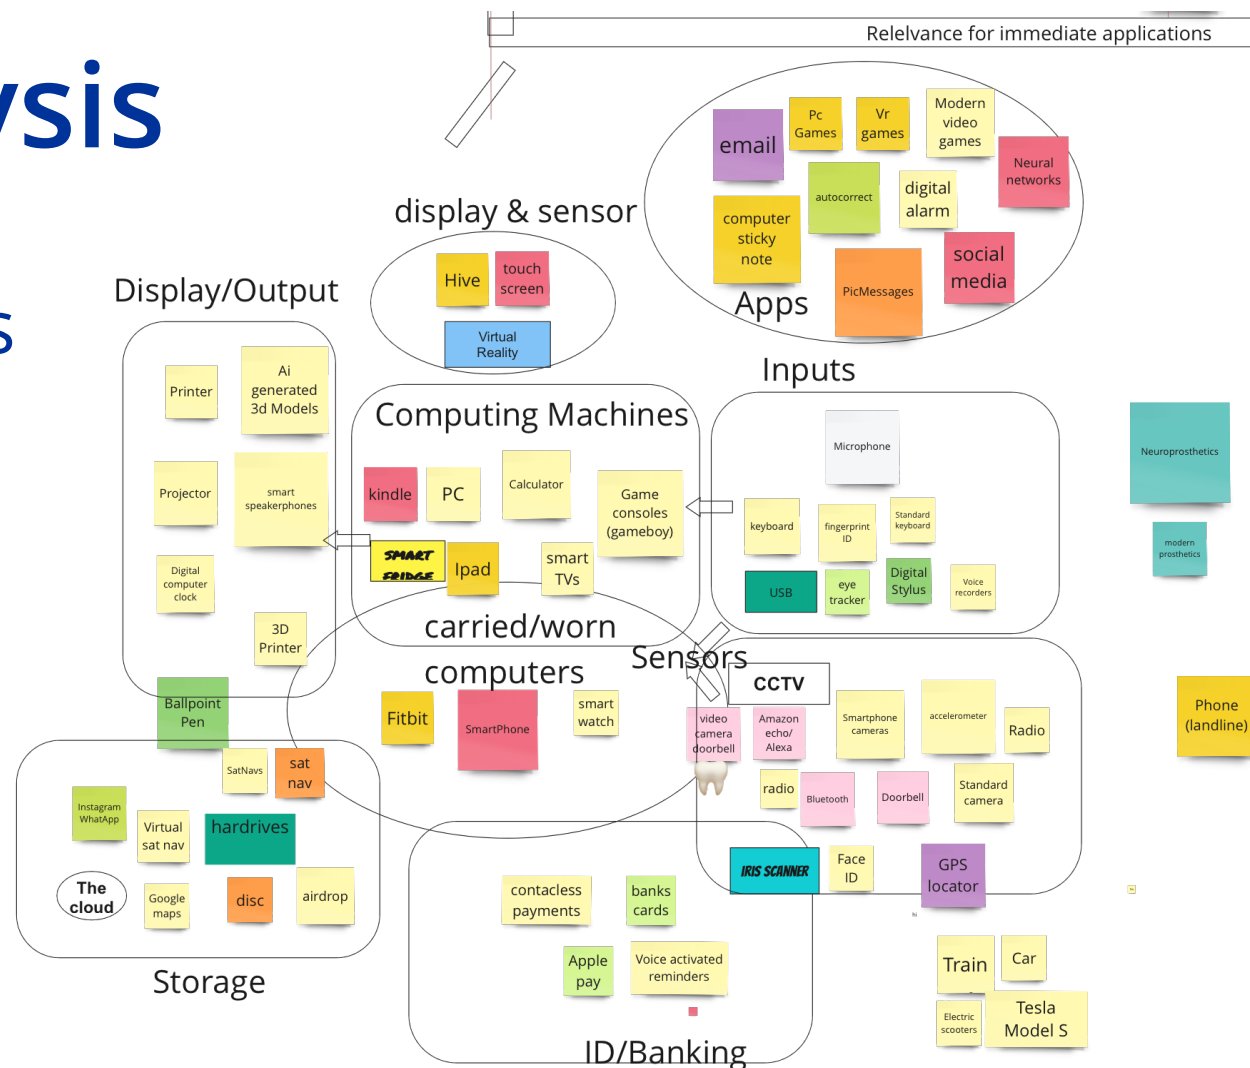 Relelvance for immediate applications
ysis
s
email
Pc
Games
Vr
games
Modern
video
games
Neural
networks
autocorrect
digital
alarm
computer
sticky
note
social
media
PicMessages
Apps
display & sensor
Hive
touch
screen
Virtual
Reality
Display/Output
Printer
Ai
generated
3d Models
Projector
smart
speakerphones
Digital
computer
clock
3D
Printer
Ballpoint
Pen
Computing Machines
kindle
PC
Calculator
Game
consoles
(gameboy)
SMART
FRIDGE
Ipad
smart
TVs
Inputs
Microphone
keyboard
fingerprint
ID
Standard
keyboard
USB
eye
tracker
Digital
Stylus
Voice
recorders
Neuroprosthetics
modern
prosthetics
carried/worn
computers
Fitbit
SmartPhone
smart
watch
Sensors
CCTV
video
camera
doorbell
Amazon
echo/
Alexa
Smartphone
cameras
accelerometer
Radio
radio
Bluetooth
Doorbell
Standard
camera
IRIS SCANNER
Face
ID
GPS
locator
Phone
(landline)
SatNavs
sat
nav
Instagram
WhatApp
Virtual
sat nav
hardrives
The
cloud
Google
maps
disc
airdrop
Storage
contacless
payments
banks
cards
Apple
pay
Voice activated
reminders
ID/Banking
hi
Train
Car
Electric
scooters
Tesla
Model S